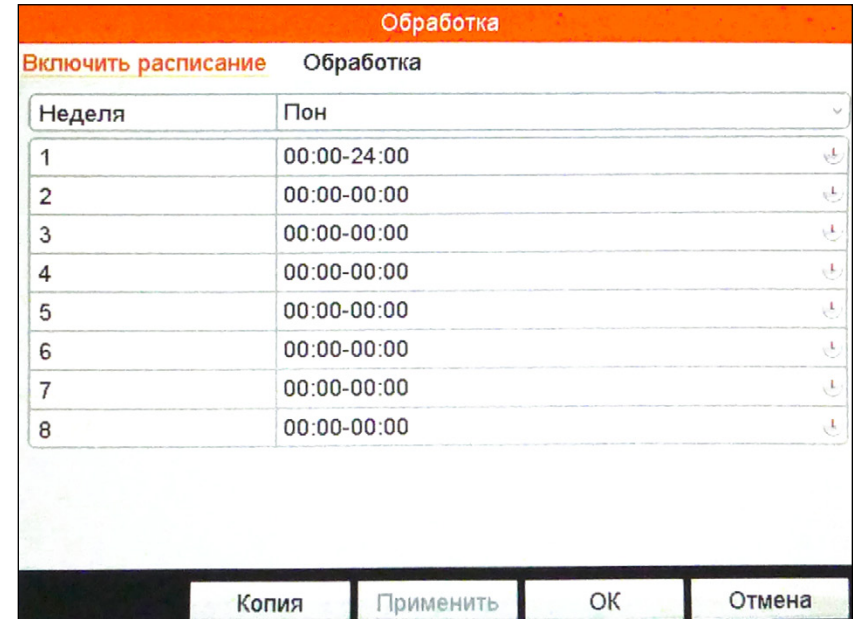 Обработка
Включить расписание Обработка
Неделя Пон
1 00:00-24:00
2 00:00-00:00
3 00:00-00:00
4 00:00-00:00
5 00:00-00:00
6 00:00-00:00
7 00:00-00:00
8 00:00-00:00
Копия Применить ОК Отмена